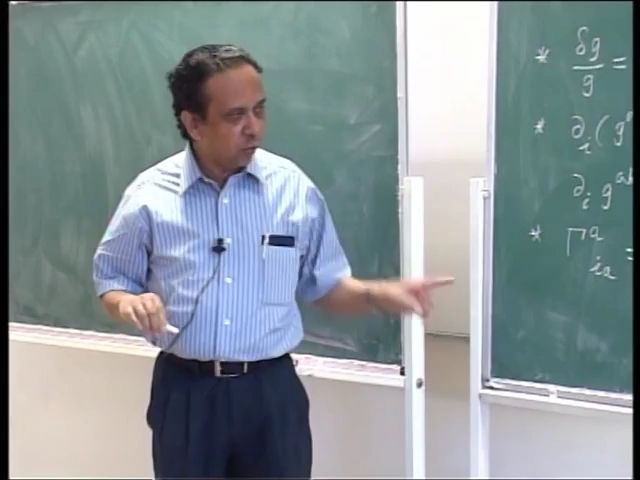 * δg/g =
* ∂_i (g^a
∂_i g^ab
* Γ^a_ia =